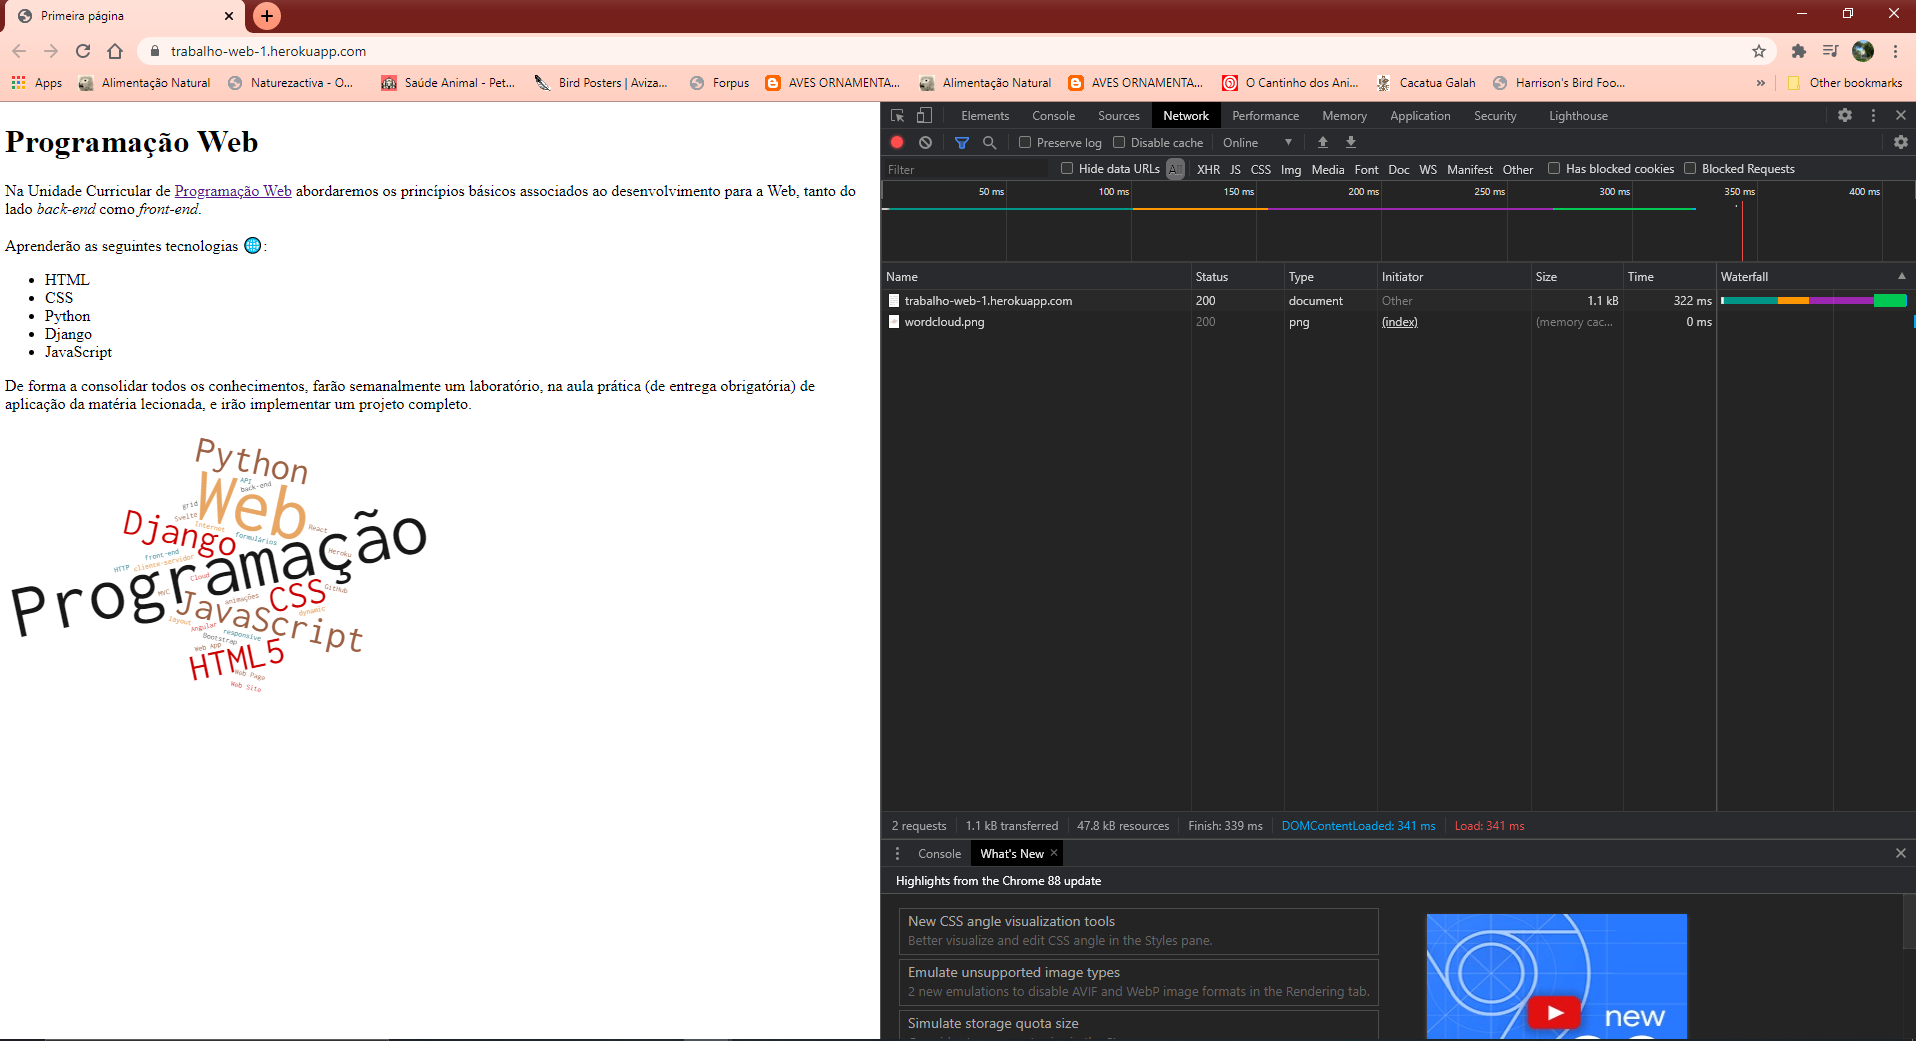 Primeira página
trabalho-web-1.herokuapp.com
Apps
Alimentação Natural
Naturezactiva - O...
Saúde Animal - Pet...
Bird Posters | Aviza...
Forpus
AVES ORNAMENTA...
Alimentação Natural
AVES ORNAMENTA...
O Cantinho dos Ani...
Cacatua Galah
Harrison's Bird Foo...
»
Other bookmarks
Programação Web
Na Unidade Curricular de Programação Web abordaremos os princípios básicos associados ao desenvolvimento para a Web, tanto do
lado back-end como front-end.
Aprenderão as seguintes tecnologias 🌐:
• HTML
• CSS
• Python
• Django
• JavaScript
De forma a consolidar todos os conhecimentos, farão semanalmente um laboratório, na aula prática (de entrega obrigatória) de
aplicação da matéria lecionada, e irão implementar um projeto completo.
Python
API
back-end
Web
grid
Svelte
Internet
React
Django
formulários
Programação
front-end
Heroku
HTTP
cliente-servidor
Cloud
MVC
CSS
GitHub
animações
JavaScript
dynamic
layout
Angular
responsive
Bootstrap
Web App
HTML5
Web Page
Web Site
Elements Console Sources Network Performance Memory Application Security Lighthouse
Preserve log Disable cache Online
Filter Hide data URLs All XHR JS CSS Img Media Font Doc WS Manifest Other Has blocked cookies Blocked Requests
50 ms 100 ms 150 ms 200 ms 250 ms 300 ms 350 ms 400 ms
Name Status Type Initiator Size Time Waterfall
trabalho-web-1.herokuapp.com 200 document Other 1.1 kB 322 ms
wordcloud.png 200 png (index) (memory cac... 0 ms
2 requests 1.1 kB transferred 47.8 kB resources Finish: 339 ms DOMContentLoaded: 341 ms Load: 341 ms
Console What's New
Highlights from the Chrome 88 update
New CSS angle visualization tools
Better visualize and edit CSS angle in the Styles pane.
Emulate unsupported image types
2 new emulations to disable AVIF and WebP image formats in the Rendering tab.
Simulate storage quota size
new